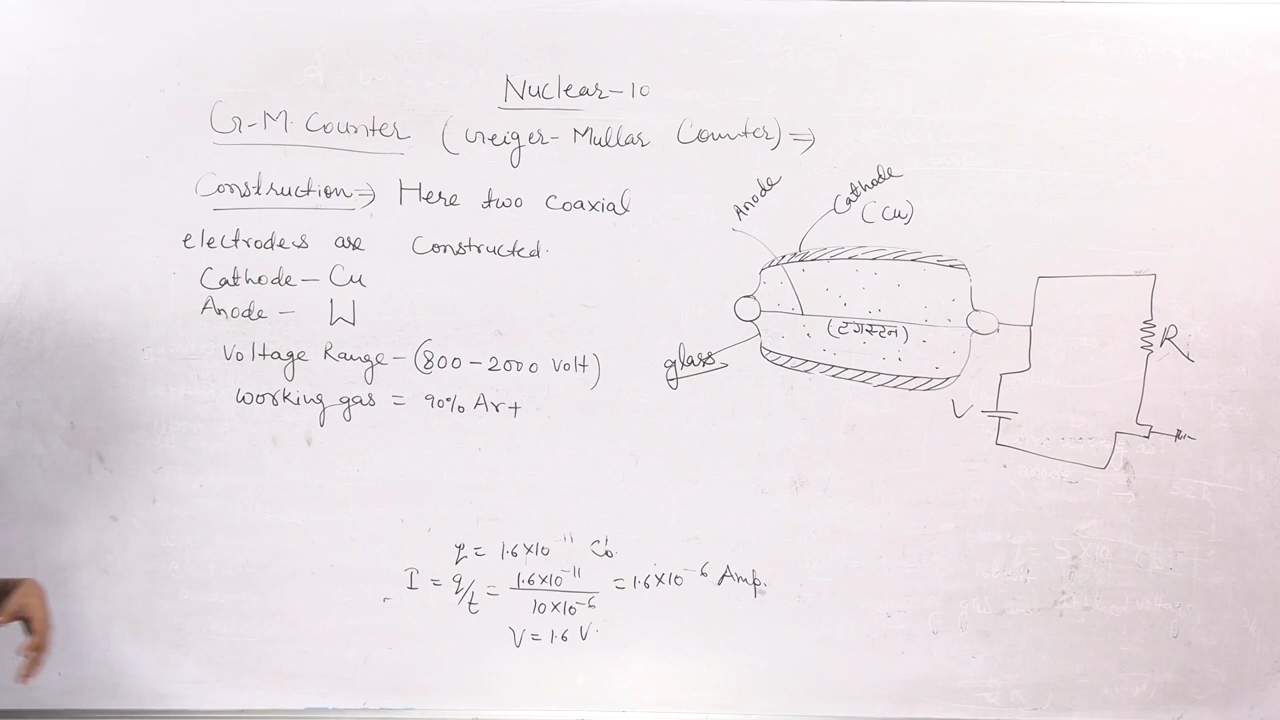 Nuclear-10
G-M. Counter (Geiger-Mullar Counter) ⇒
Construction ⇒ Here two coaxial
electrodes are Constructed.
Cathode - Cu
Anode - W
Voltage Range - (800-2000 volt)
working gas = 90% Ar +
Anode
Cathode
(Cu)
(टंगस्टन)
glass
R
V
q = 1.6×10⁻¹¹ Cb.
I = q/t = 1.6×10⁻¹¹ / 10×10⁻⁶ = 1.6×10⁻⁶ Amp.
V = 1.6 V.